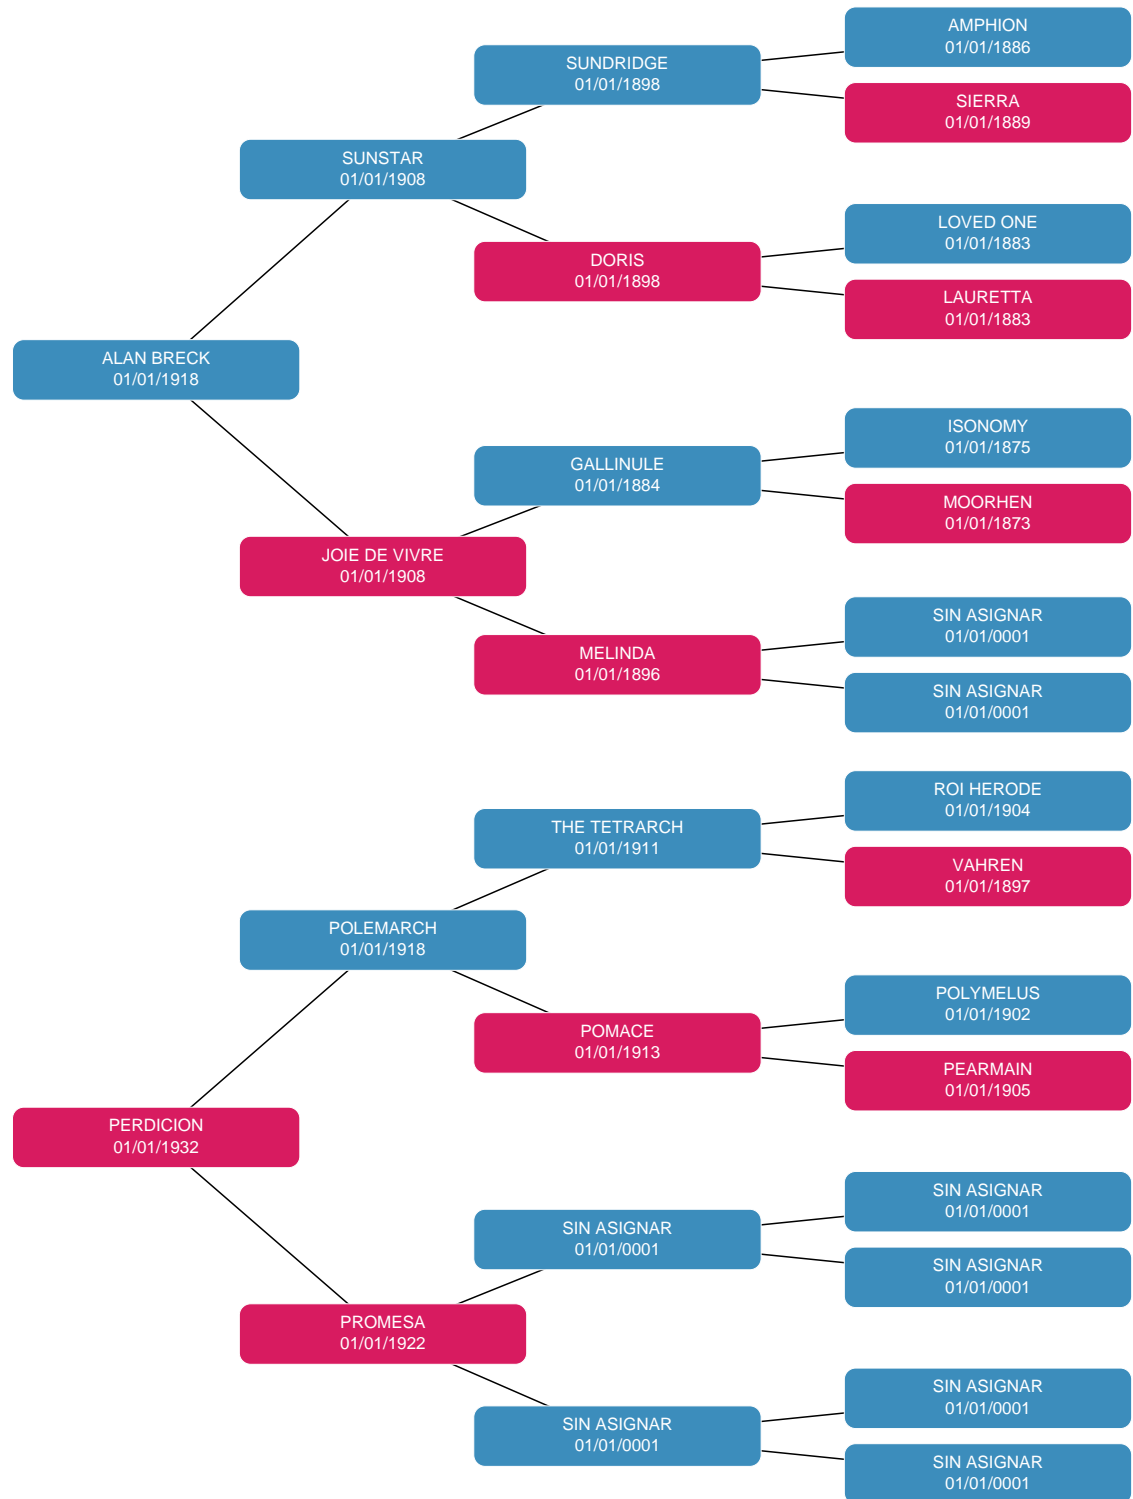 AMPHION
01/01/1886
SUNDRIDGE
01/01/1898
SIERRA
01/01/1889
SUNSTAR
01/01/1908
LOVED ONE
01/01/1883
DORIS
01/01/1898
LAURETTA
01/01/1883
ALAN BRECK
01/01/1918
ISONOMY
01/01/1875
GALLINULE
01/01/1884
MOORHEN
01/01/1873
JOIE DE VIVRE
01/01/1908
SIN ASIGNAR
01/01/0001
MELINDA
01/01/1896
SIN ASIGNAR
01/01/0001
ROI HERODE
01/01/1904
THE TETRARCH
01/01/1911
VAHREN
01/01/1897
POLEMARCH
01/01/1918
POLYMELUS
01/01/1902
POMACE
01/01/1913
PEARMAIN
01/01/1905
PERDICION
01/01/1932
SIN ASIGNAR
01/01/0001
SIN ASIGNAR
01/01/0001
SIN ASIGNAR
01/01/0001
PROMESA
01/01/1922
SIN ASIGNAR
01/01/0001
SIN ASIGNAR
01/01/0001
SIN ASIGNAR
01/01/0001